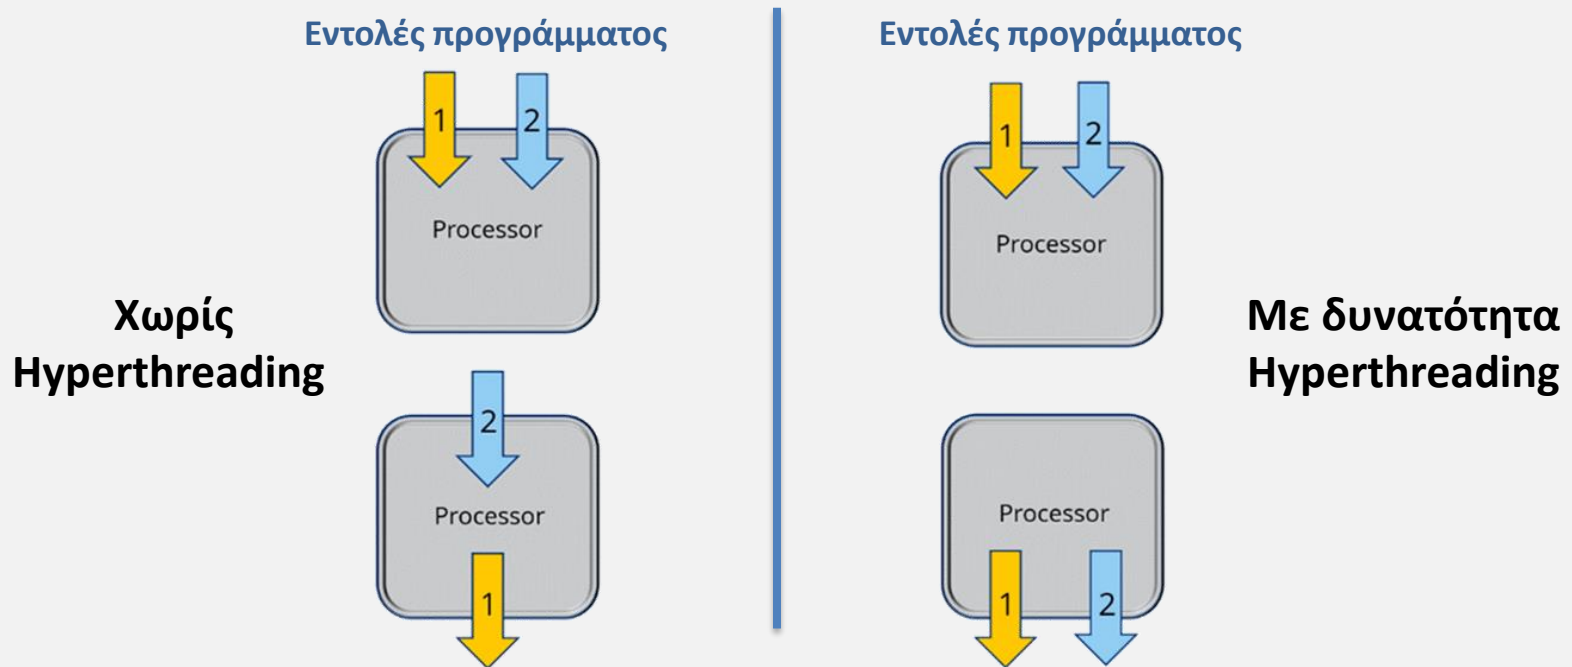 Εντολές προγράμματος
1
2
Processor
Χωρίς
Hyperthreading
2
Processor
1
Εντολές προγράμματος
1
2
Processor
Με δυνατότητα
Hyperthreading
Processor
1
2